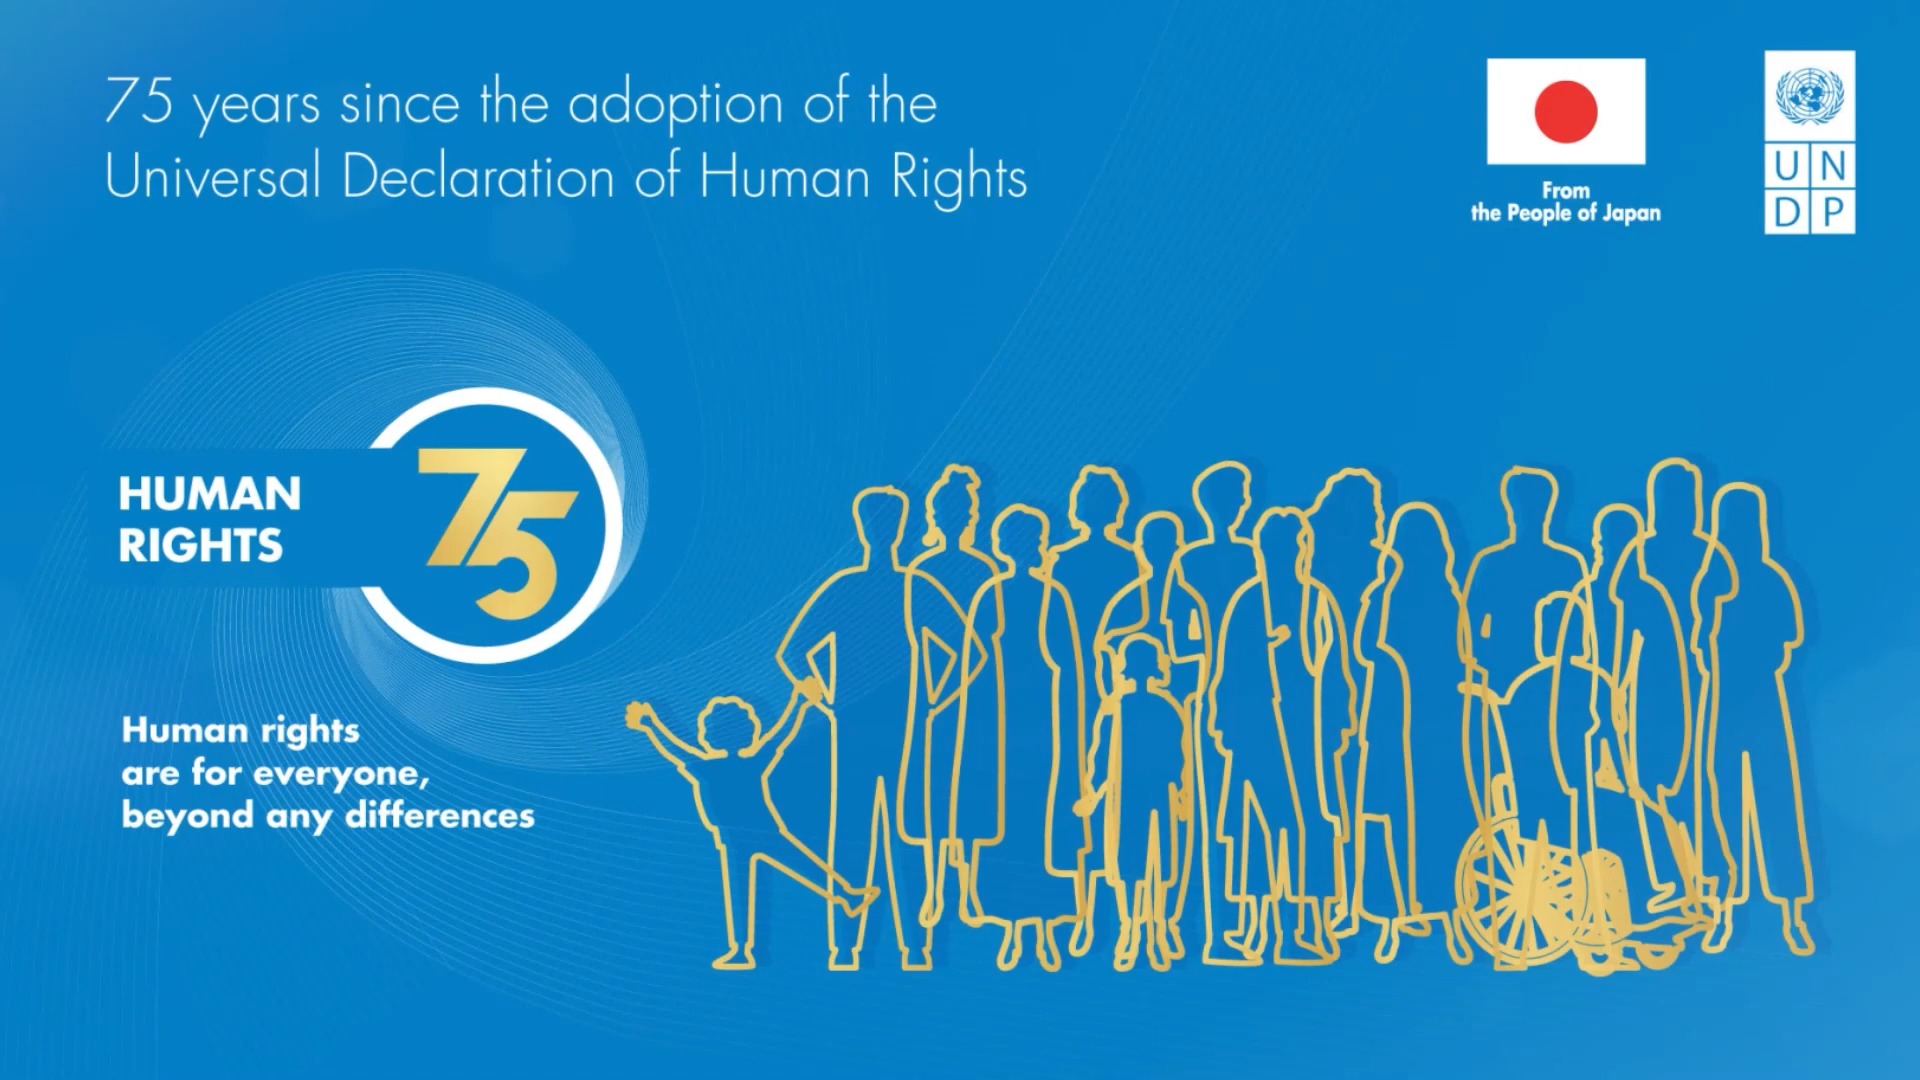 75 years since the adoption of the
Universal Declaration of Human Rights
From
the People of Japan
U N
D P
HUMAN
RIGHTS
75
Human rights
are for everyone,
beyond any differences